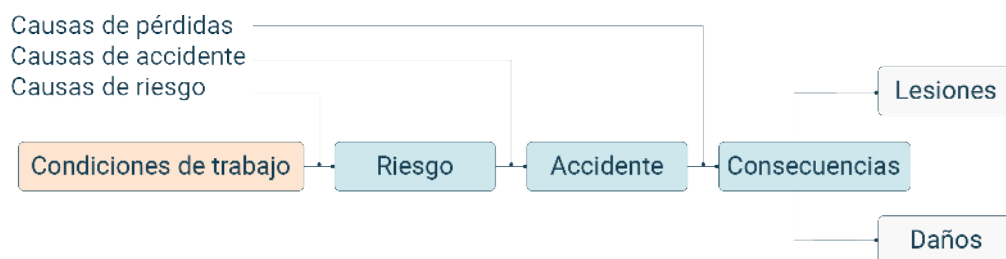 Causas de pérdidas
Causas de accidente
Causas de riesgo
Lesiones
Condiciones de trabajo
Riesgo
Accidente
Consecuencias
Daños